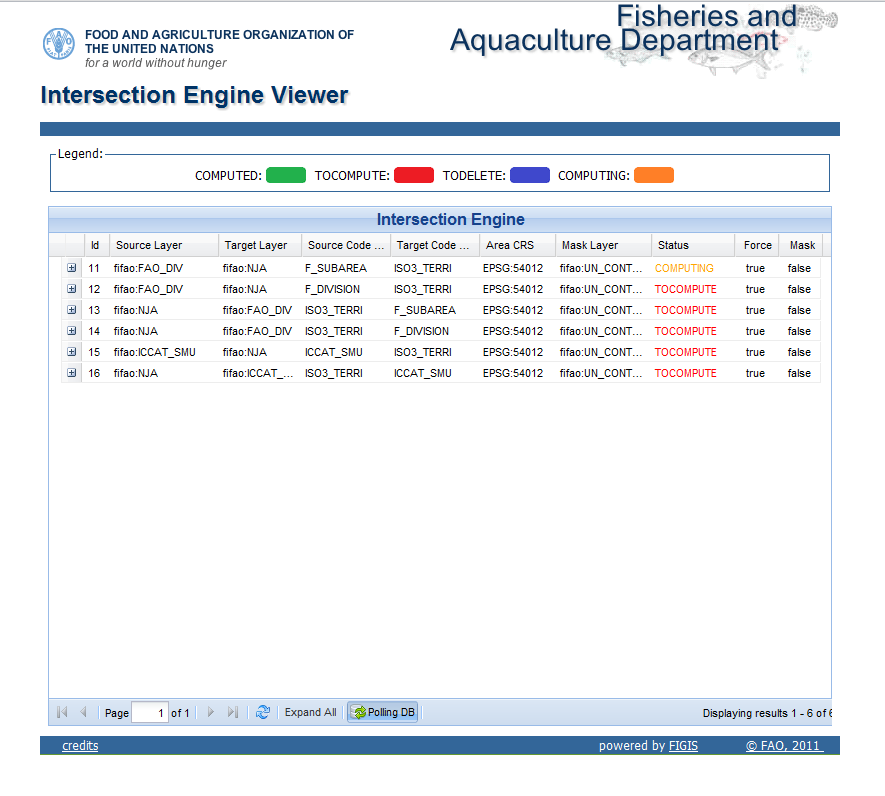 FOOD AND AGRICULTURE ORGANIZATION OF
THE UNITED NATIONS
for a world without hunger
Fisheries and
Aquaculture Department
Intersection Engine Viewer
Legend:
COMPUTED: TOCOMPUTE: TODELETE: COMPUTING:
Intersection Engine
Id Source Layer Target Layer Source Code ... Target Code ... Area CRS Mask Layer Status Force Mask
11 fifao:FAO_DIV fifao:NJA F_SUBAREA ISO3_TERRI EPSG:54012 fifao:UN_CONT... COMPUTING true false
12 fifao:FAO_DIV fifao:NJA F_DIVISION ISO3_TERRI EPSG:54012 fifao:UN_CONT... TOCOMPUTE true false
13 fifao:NJA fifao:FAO_DIV ISO3_TERRI F_SUBAREA EPSG:54012 fifao:UN_CONT... TOCOMPUTE true false
14 fifao:NJA fifao:FAO_DIV ISO3_TERRI F_DIVISION EPSG:54012 fifao:UN_CONT... TOCOMPUTE true false
15 fifao:ICCAT_SMU fifao:NJA ICCAT_SMU ISO3_TERRI EPSG:54012 fifao:UN_CONT... TOCOMPUTE true false
16 fifao:NJA fifao:ICCAT_... ISO3_TERRI ICCAT_SMU EPSG:54012 fifao:UN_CONT... TOCOMPUTE true false
Page 1 of 1 Expand All Polling DB Displaying results 1 - 6 of 6
credits powered by FIGIS © FAO, 2011